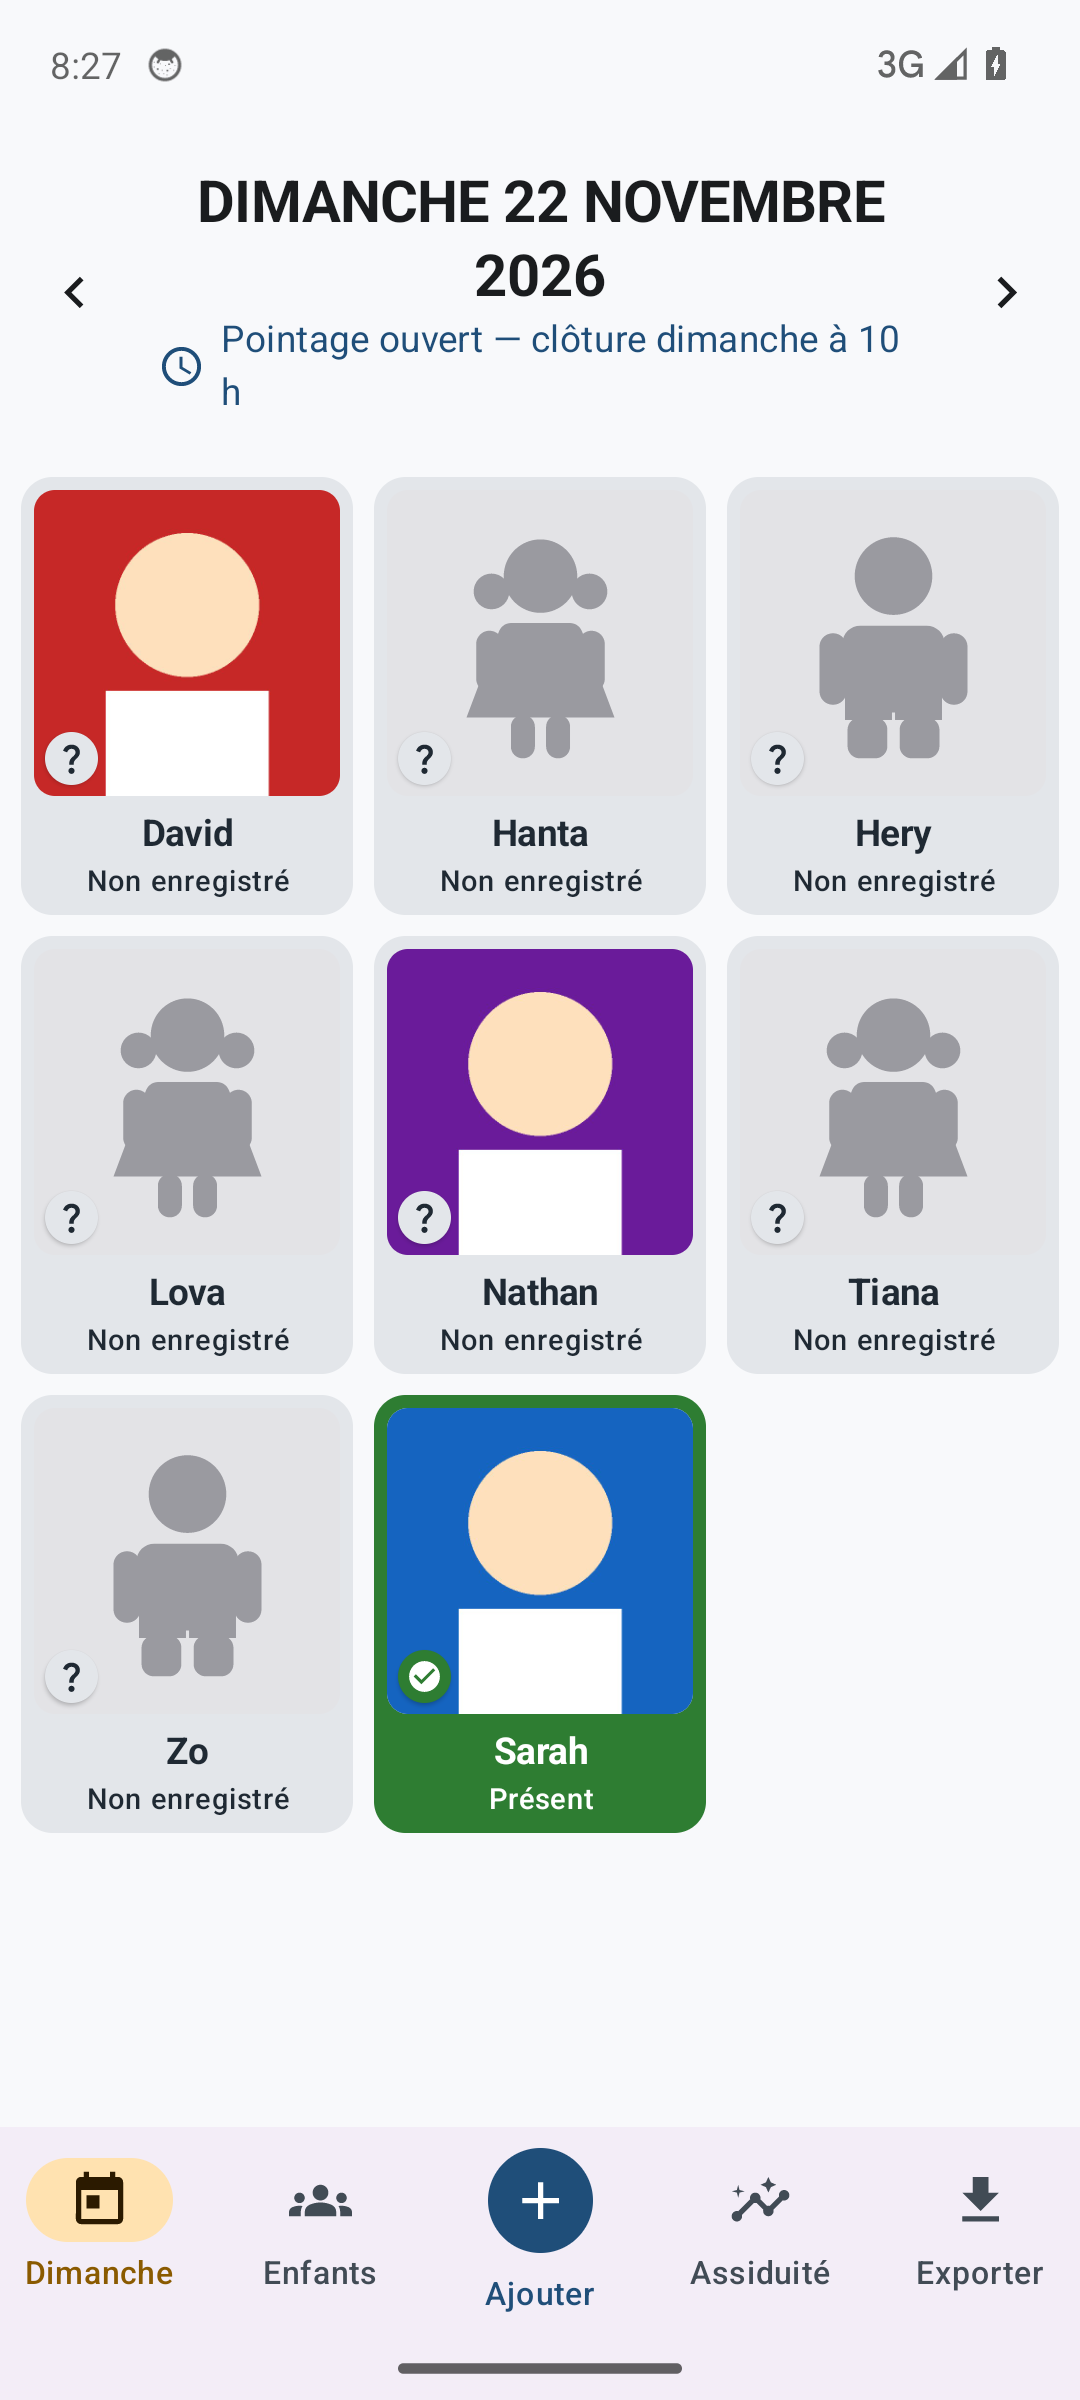 8:27
3G
DIMANCHE 22 NOVEMBRE
2026
Pointage ouvert — clôture dimanche à 10
h
?
?
?
David
Hanta
Hery
Non enregistré
Non enregistré
Non enregistré
?
?
?
Lova
Nathan
Tiana
Non enregistré
Non enregistré
Non enregistré
?
Zo
Sarah
Non enregistré
Présent
Dimanche
Enfants
Ajouter
Assiduité
Exporter